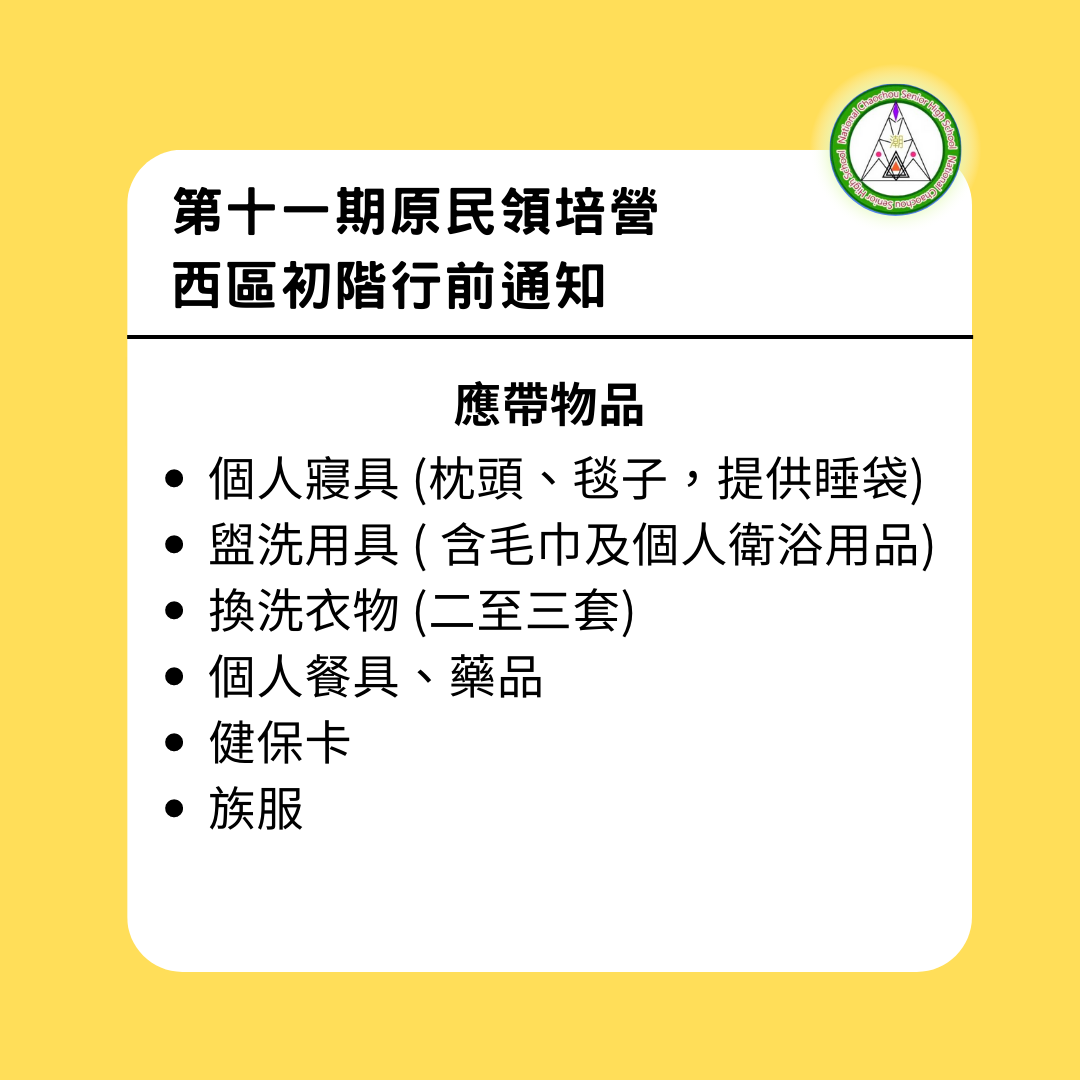 National Chaochou Senior High School National Chaochou Senior High School
潮
第十一期原民領培營
西區初階行前通知
應帶物品
• 個人寢具 (枕頭、毯子，提供睡袋)
• 盥洗用具 ( 含毛巾及個人衛浴用品)
• 換洗衣物 (二至三套)
• 個人餐具、藥品
• 健保卡
• 族服